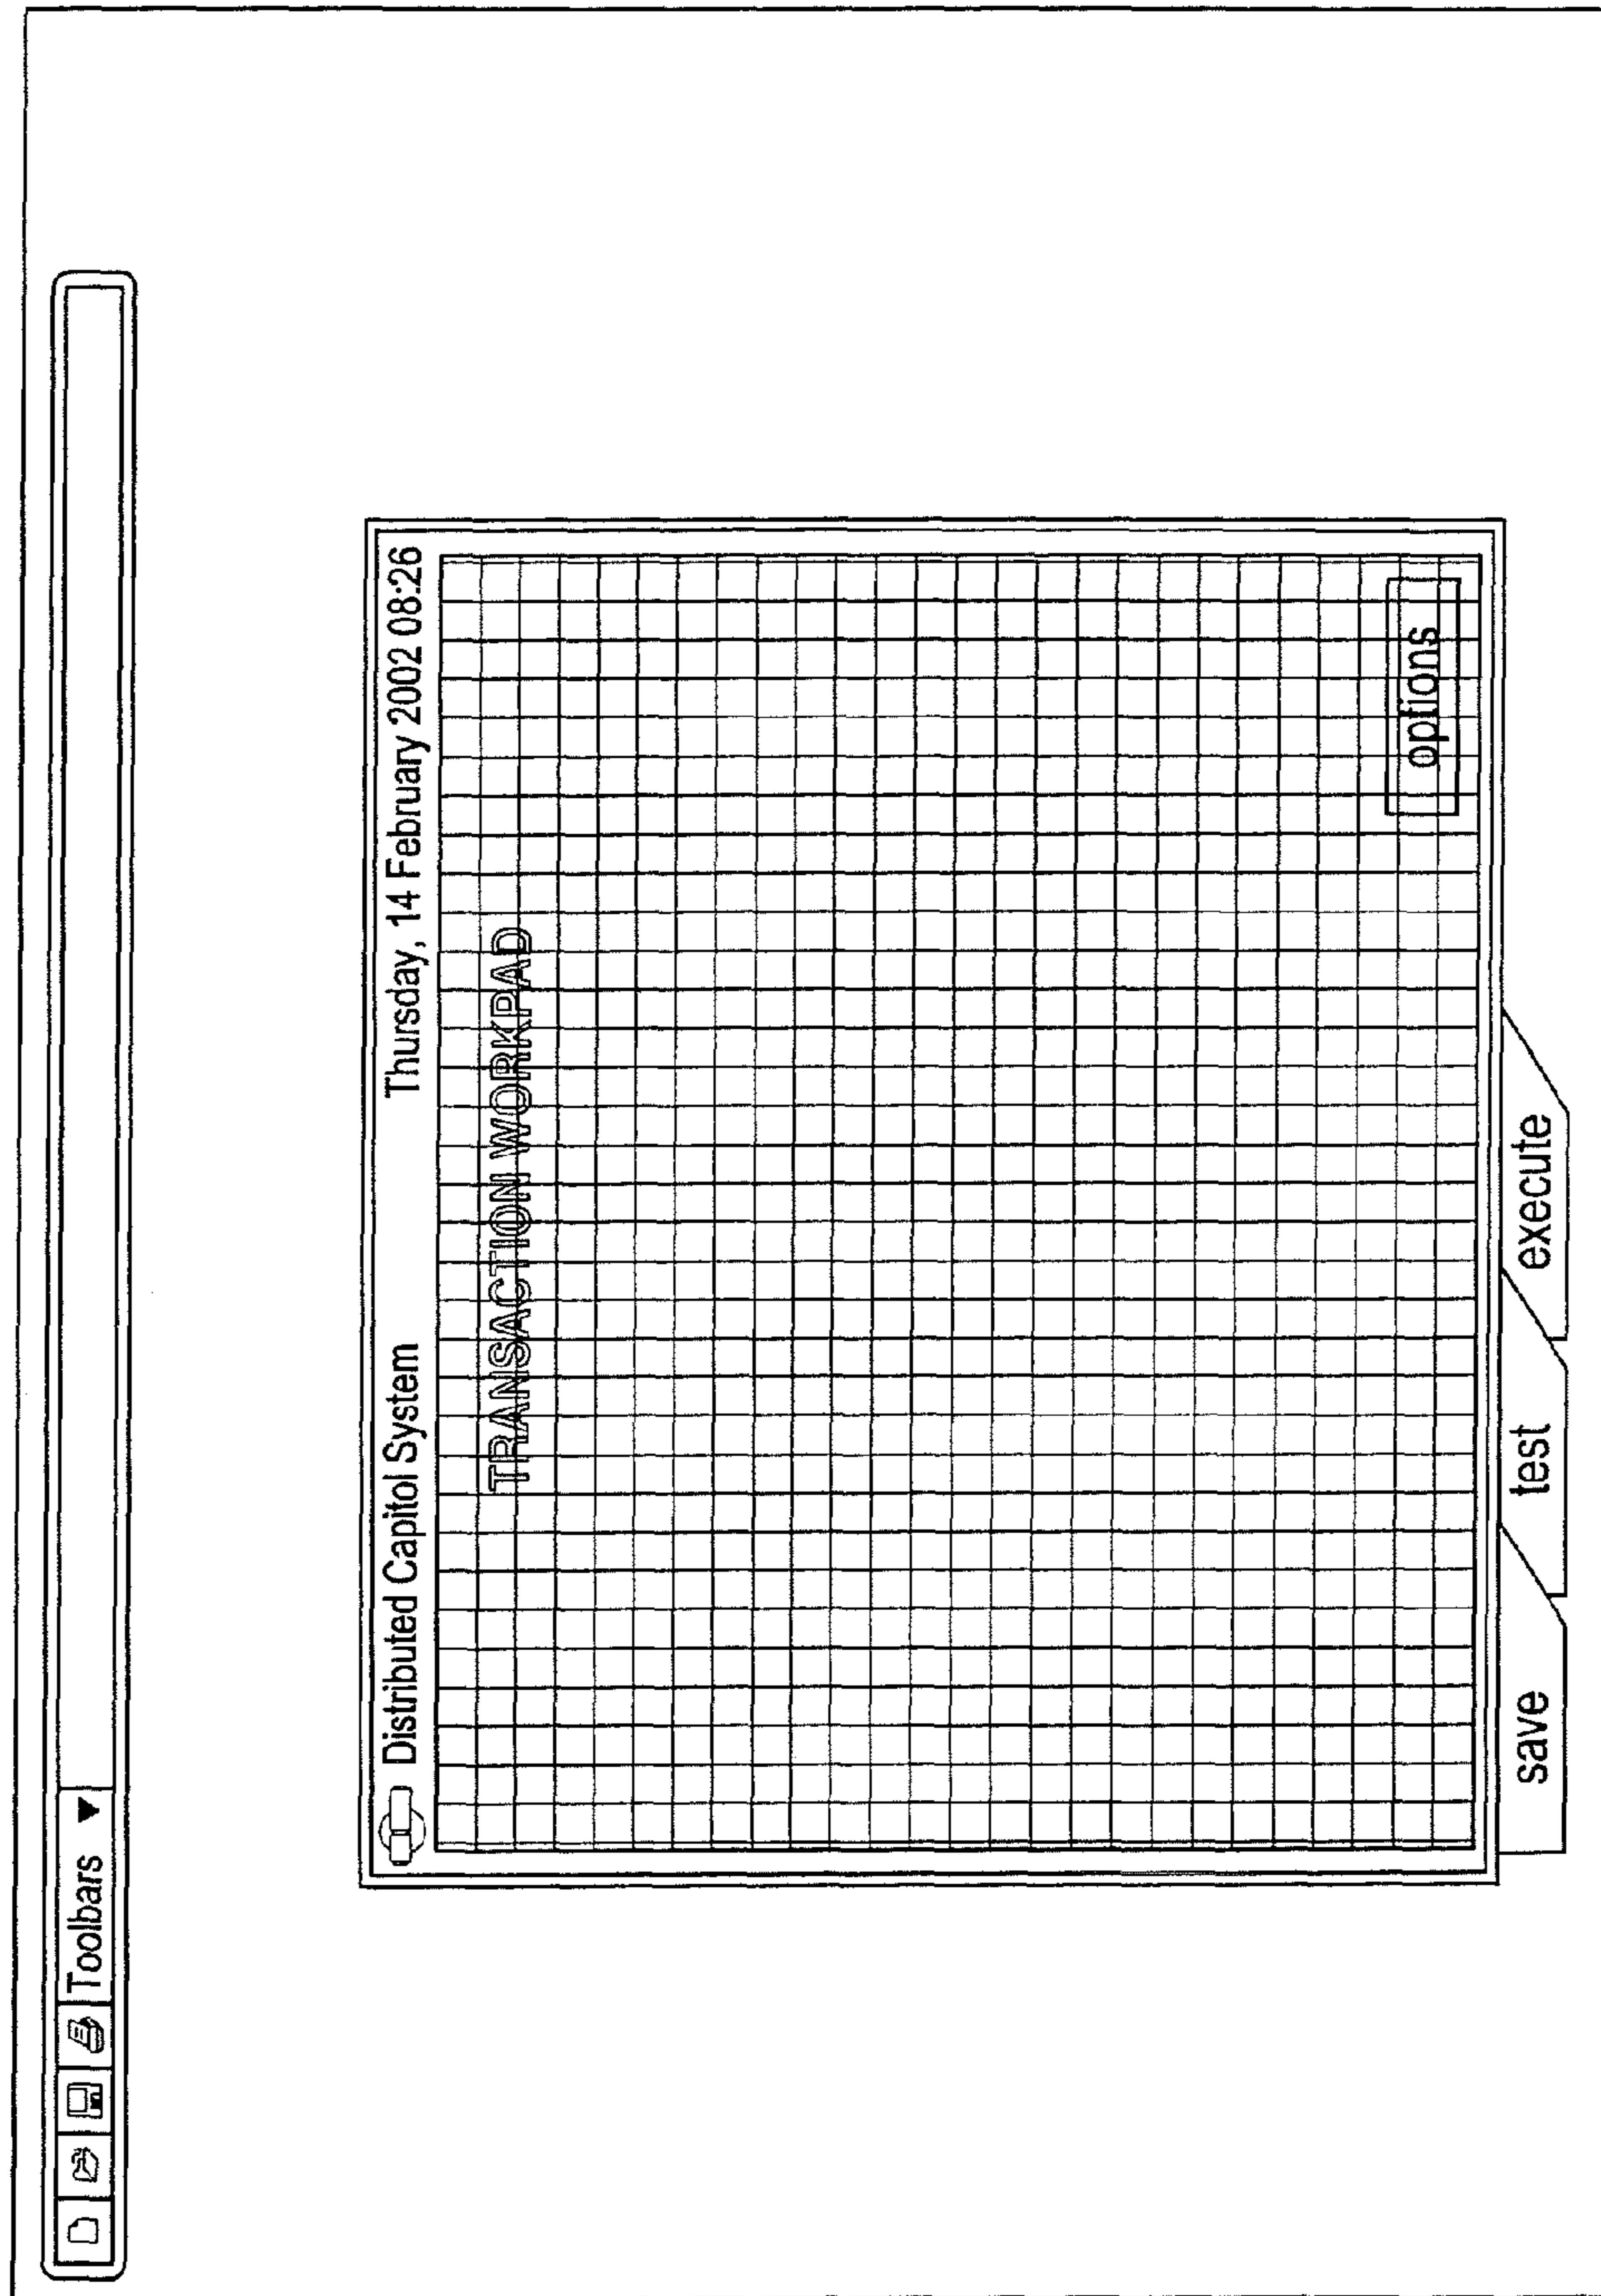 Toolbars
Distributed Capitol System Thursday, 14 February 2002 08:26
TRANSACTION WORKPAD
options
save test execute